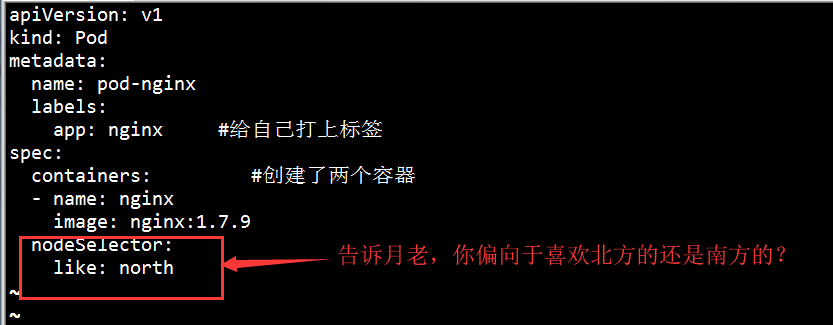 apiVersion: v1
kind: Pod
metadata:
  name: pod-nginx
  labels:
    app: nginx     #给自己打上标签
spec:
  containers:         #创建了两个容器
  - name: nginx
    image: nginx:1.7.9
  nodeSelector:
    like: north
告诉月老，你偏向于喜欢北方的还是南方的？
~
~